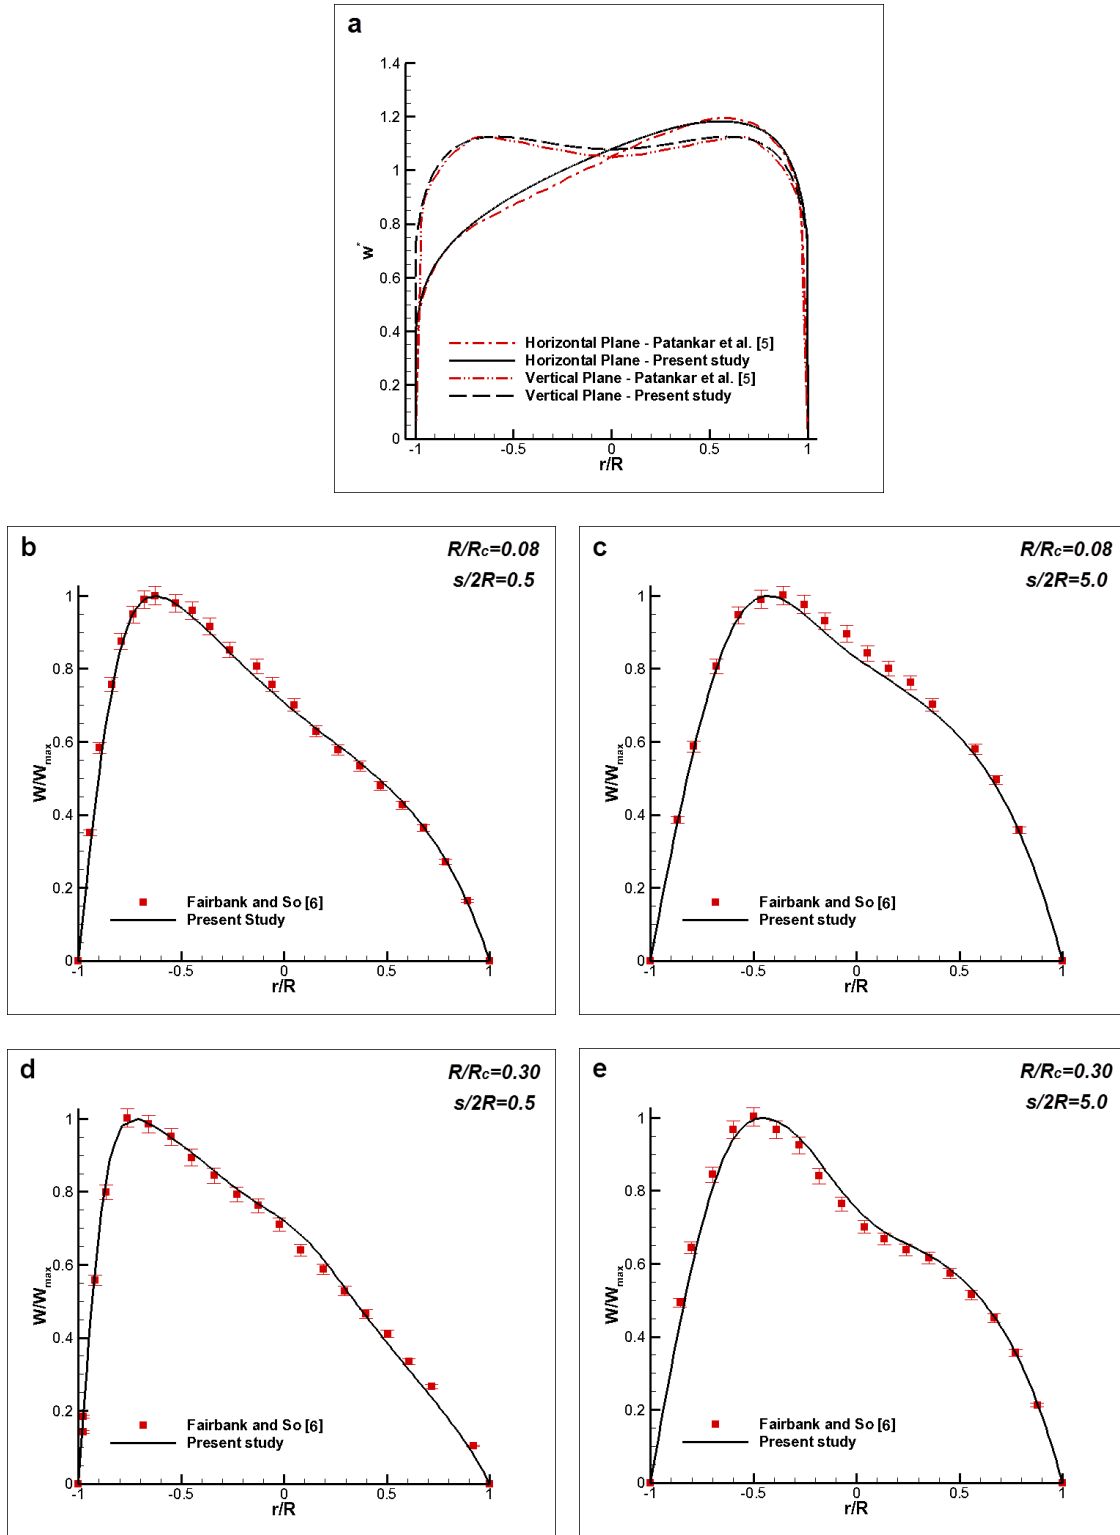 a
1.4
1.2
1
0.8
0.6
0.4
0.2
0
w*
Horizontal Plane - Patankar et al. [5]
Horizontal Plane - Present study
Vertical Plane - Patankar et al. [5]
Vertical Plane - Present study
-1 -0.5 0 0.5 1
r/R
b
R/Rc=0.08
s/2R=0.5
1
0.8
0.6
0.4
0.2
0
W/Wmax
Fairbank and So [6]
Present Study
-1 -0.5 0 0.5 1
r/R
c
R/Rc=0.08
s/2R=5.0
1
0.8
0.6
0.4
0.2
0
W/Wmax
Fairbank and So [6]
Present study
-1 -0.5 0 0.5 1
r/R
d
R/Rc=0.30
s/2R=0.5
1
0.8
0.6
0.4
0.2
0
W/Wmax
Fairbank and So [6]
Present study
-1 -0.5 0 0.5 1
r/R
e
R/Rc=0.30
s/2R=5.0
1
0.8
0.6
0.4
0.2
0
W/Wmax
Fairbank and So [6]
Present study
-1 -0.5 0 0.5 1
r/R